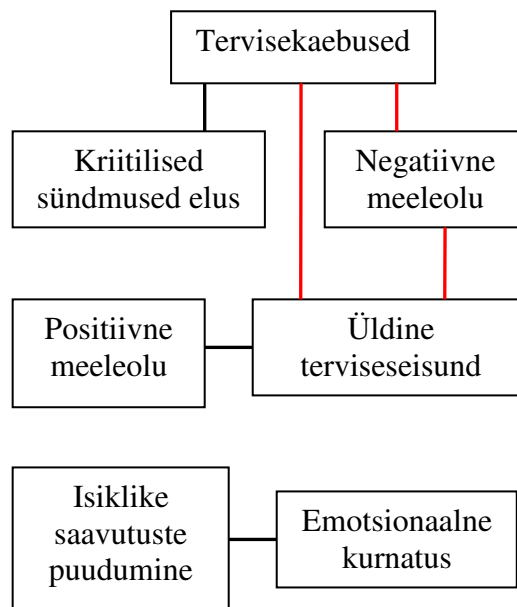 Tervisekaebused
Kriitilised
sündmused elus
Negatiivne
meeleolu
Positiivne
meeleolu
Üldine
terviseseisund
Isiklike
saavutuste
puudumine
Emotsionaalne
kurnatus